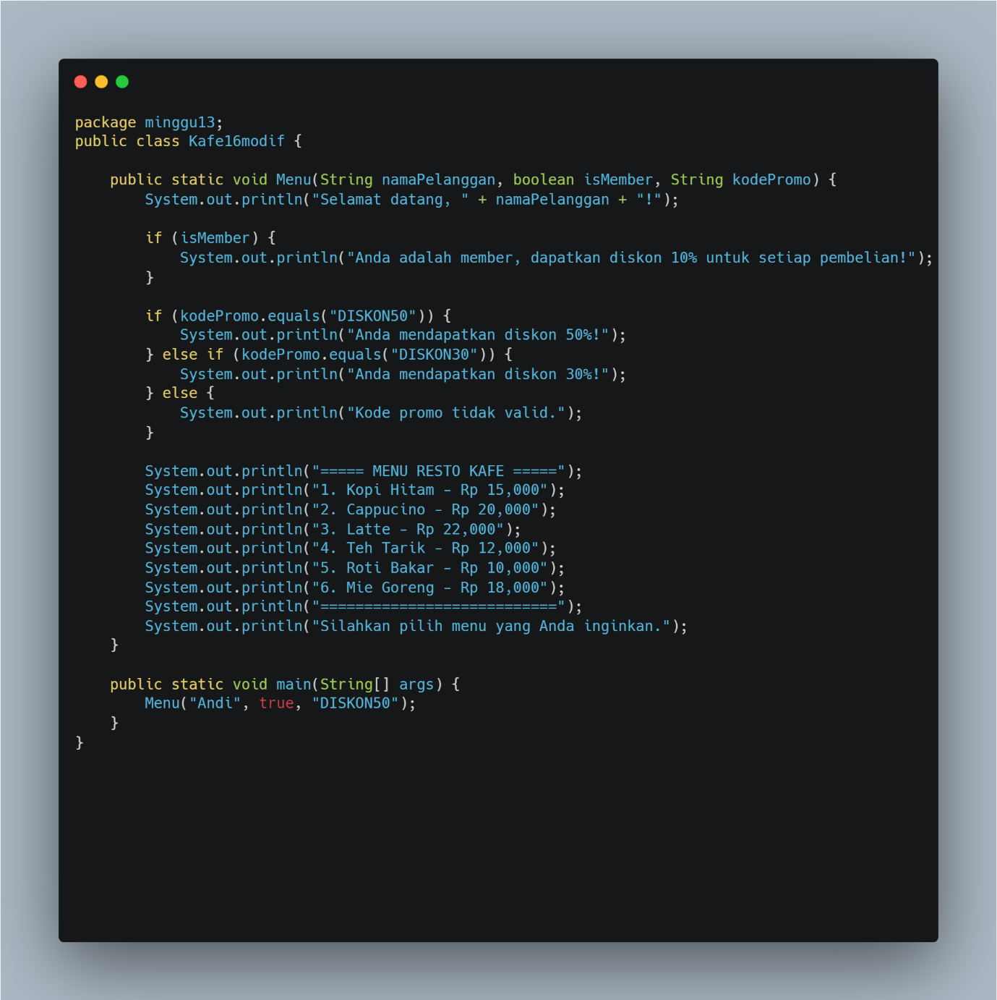 package minggu13;
public class Kafe16modif {

    public static void Menu(String namaPelanggan, boolean isMember, String kodePromo) {
        System.out.println("Selamat datang, " + namaPelanggan + "!");

        if (isMember) {
            System.out.println("Anda adalah member, dapatkan diskon 10% untuk setiap pembelian!");
        }

        if (kodePromo.equals("DISKON50")) {
            System.out.println("Anda mendapatkan diskon 50%!");
        } else if (kodePromo.equals("DISKON30")) {
            System.out.println("Anda mendapatkan diskon 30%!");
        } else {
            System.out.println("Kode promo tidak valid.");
        }

        System.out.println("===== MENU RESTO KAFE =====");
        System.out.println("1. Kopi Hitam - Rp 15,000");
        System.out.println("2. Cappucino - Rp 20,000");
        System.out.println("3. Latte - Rp 22,000");
        System.out.println("4. Teh Tarik - Rp 12,000");
        System.out.println("5. Roti Bakar - Rp 10,000");
        System.out.println("6. Mie Goreng - Rp 18,000");
        System.out.println("===========================");
        System.out.println("Silahkan pilih menu yang Anda inginkan.");
    }

    public static void main(String[] args) {
        Menu("Andi", true, "DISKON50");
    }
}